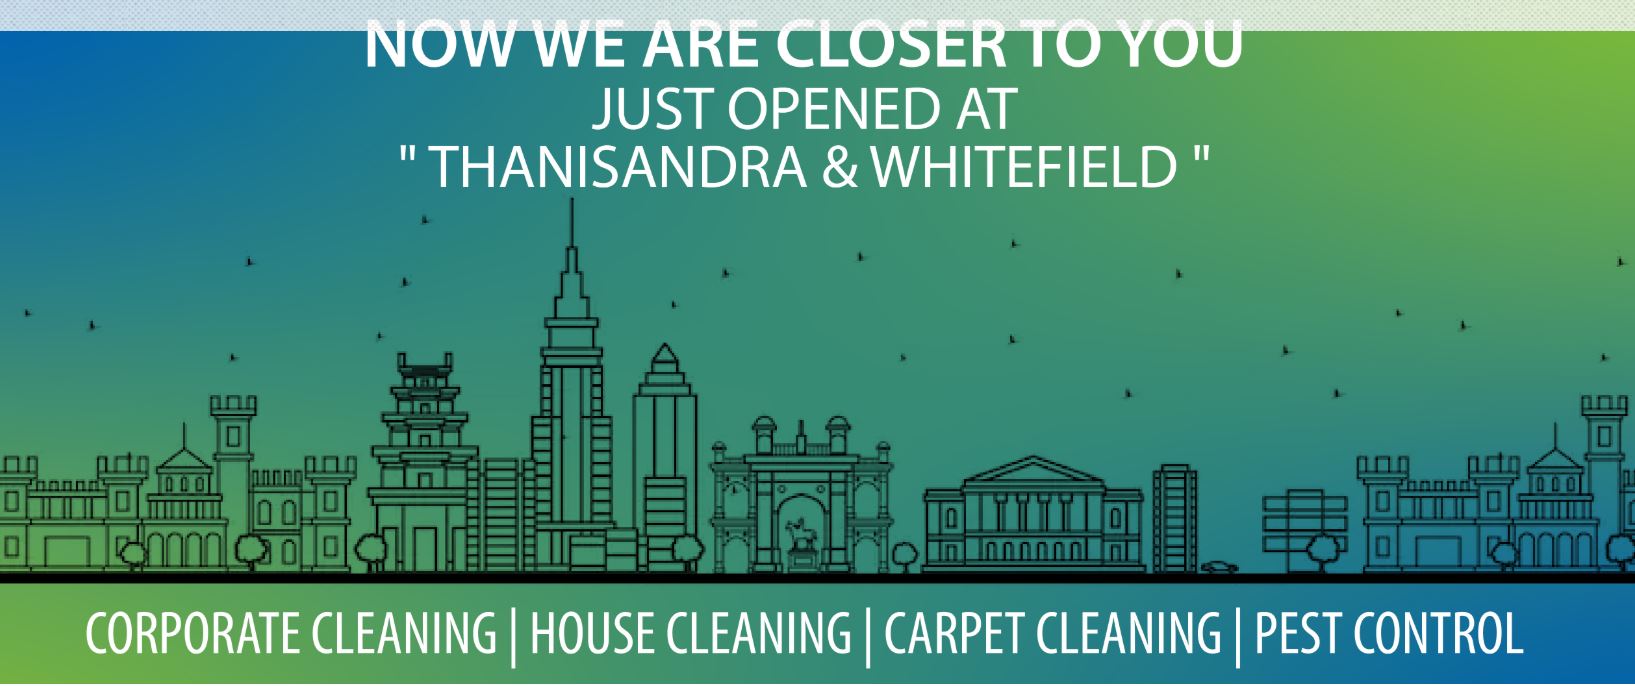 NOW WE ARE CLOSER TO YOU
JUST OPENED AT
" THANISANDRA & WHITEFIELD "
CORPORATE CLEANING | HOUSE CLEANING | CARPET CLEANING | PEST CONTROL